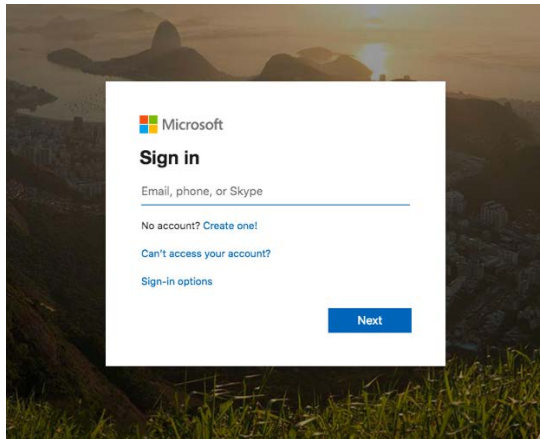 Microsoft
Sign in
Email, phone, or Skype
No account? Create one!
Can't access your account?
Sign-in options
Next